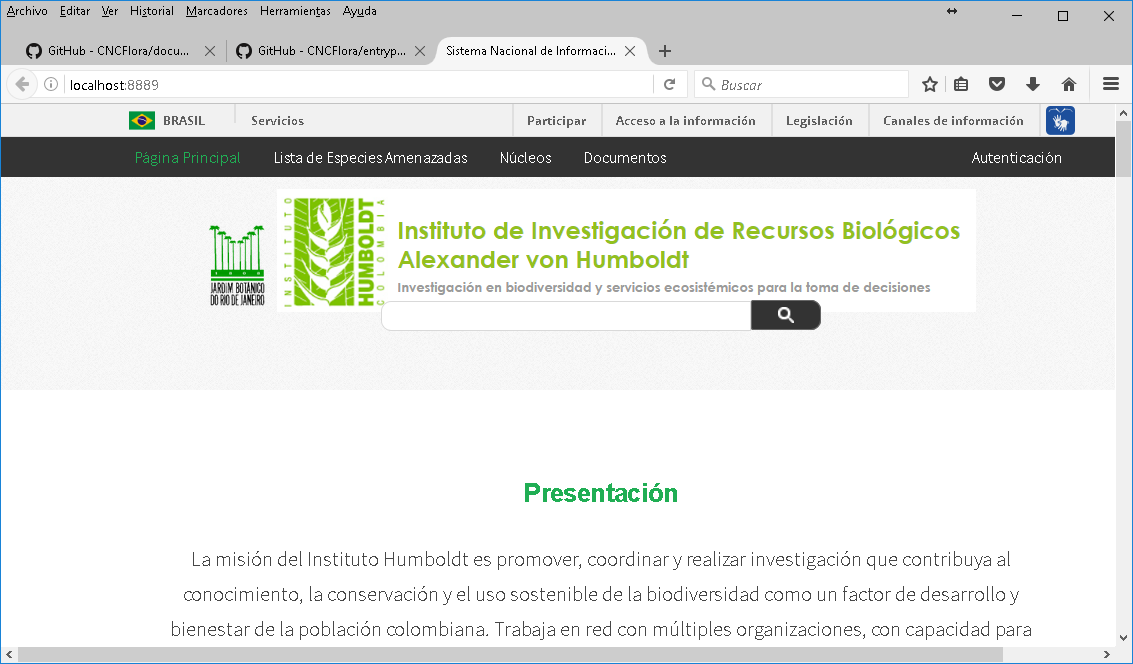 Archivo Editar Ver Historial Marcadores Herramientas Ayuda
GitHub - CNCFlora/docu... GitHub - CNCFlora/entryp... Sistema Nacional de Informaci...
localhost:8889 Buscar
BRASIL Servicios Participar Acceso a la información Legislación Canales de información
Página Principal Lista de Especies Amenazadas Núcleos Documentos Autenticación
JARDIM BOTÂNICO
DO RIO DE JANEIRO
INSTITUTO
HUMBOLDT
COLOMBIA
Instituto de Investigación de Recursos Biológicos
Alexander von Humboldt
Investigación en biodiversidad y servicios ecosistémicos para la toma de decisiones
Presentación
La misión del Instituto Humboldt es promover, coordinar y realizar investigación que contribuya al
conocimiento, la conservación y el uso sostenible de la biodiversidad como un factor de desarrollo y
bienestar de la población colombiana. Trabaja en red con múltiples organizaciones, con capacidad para